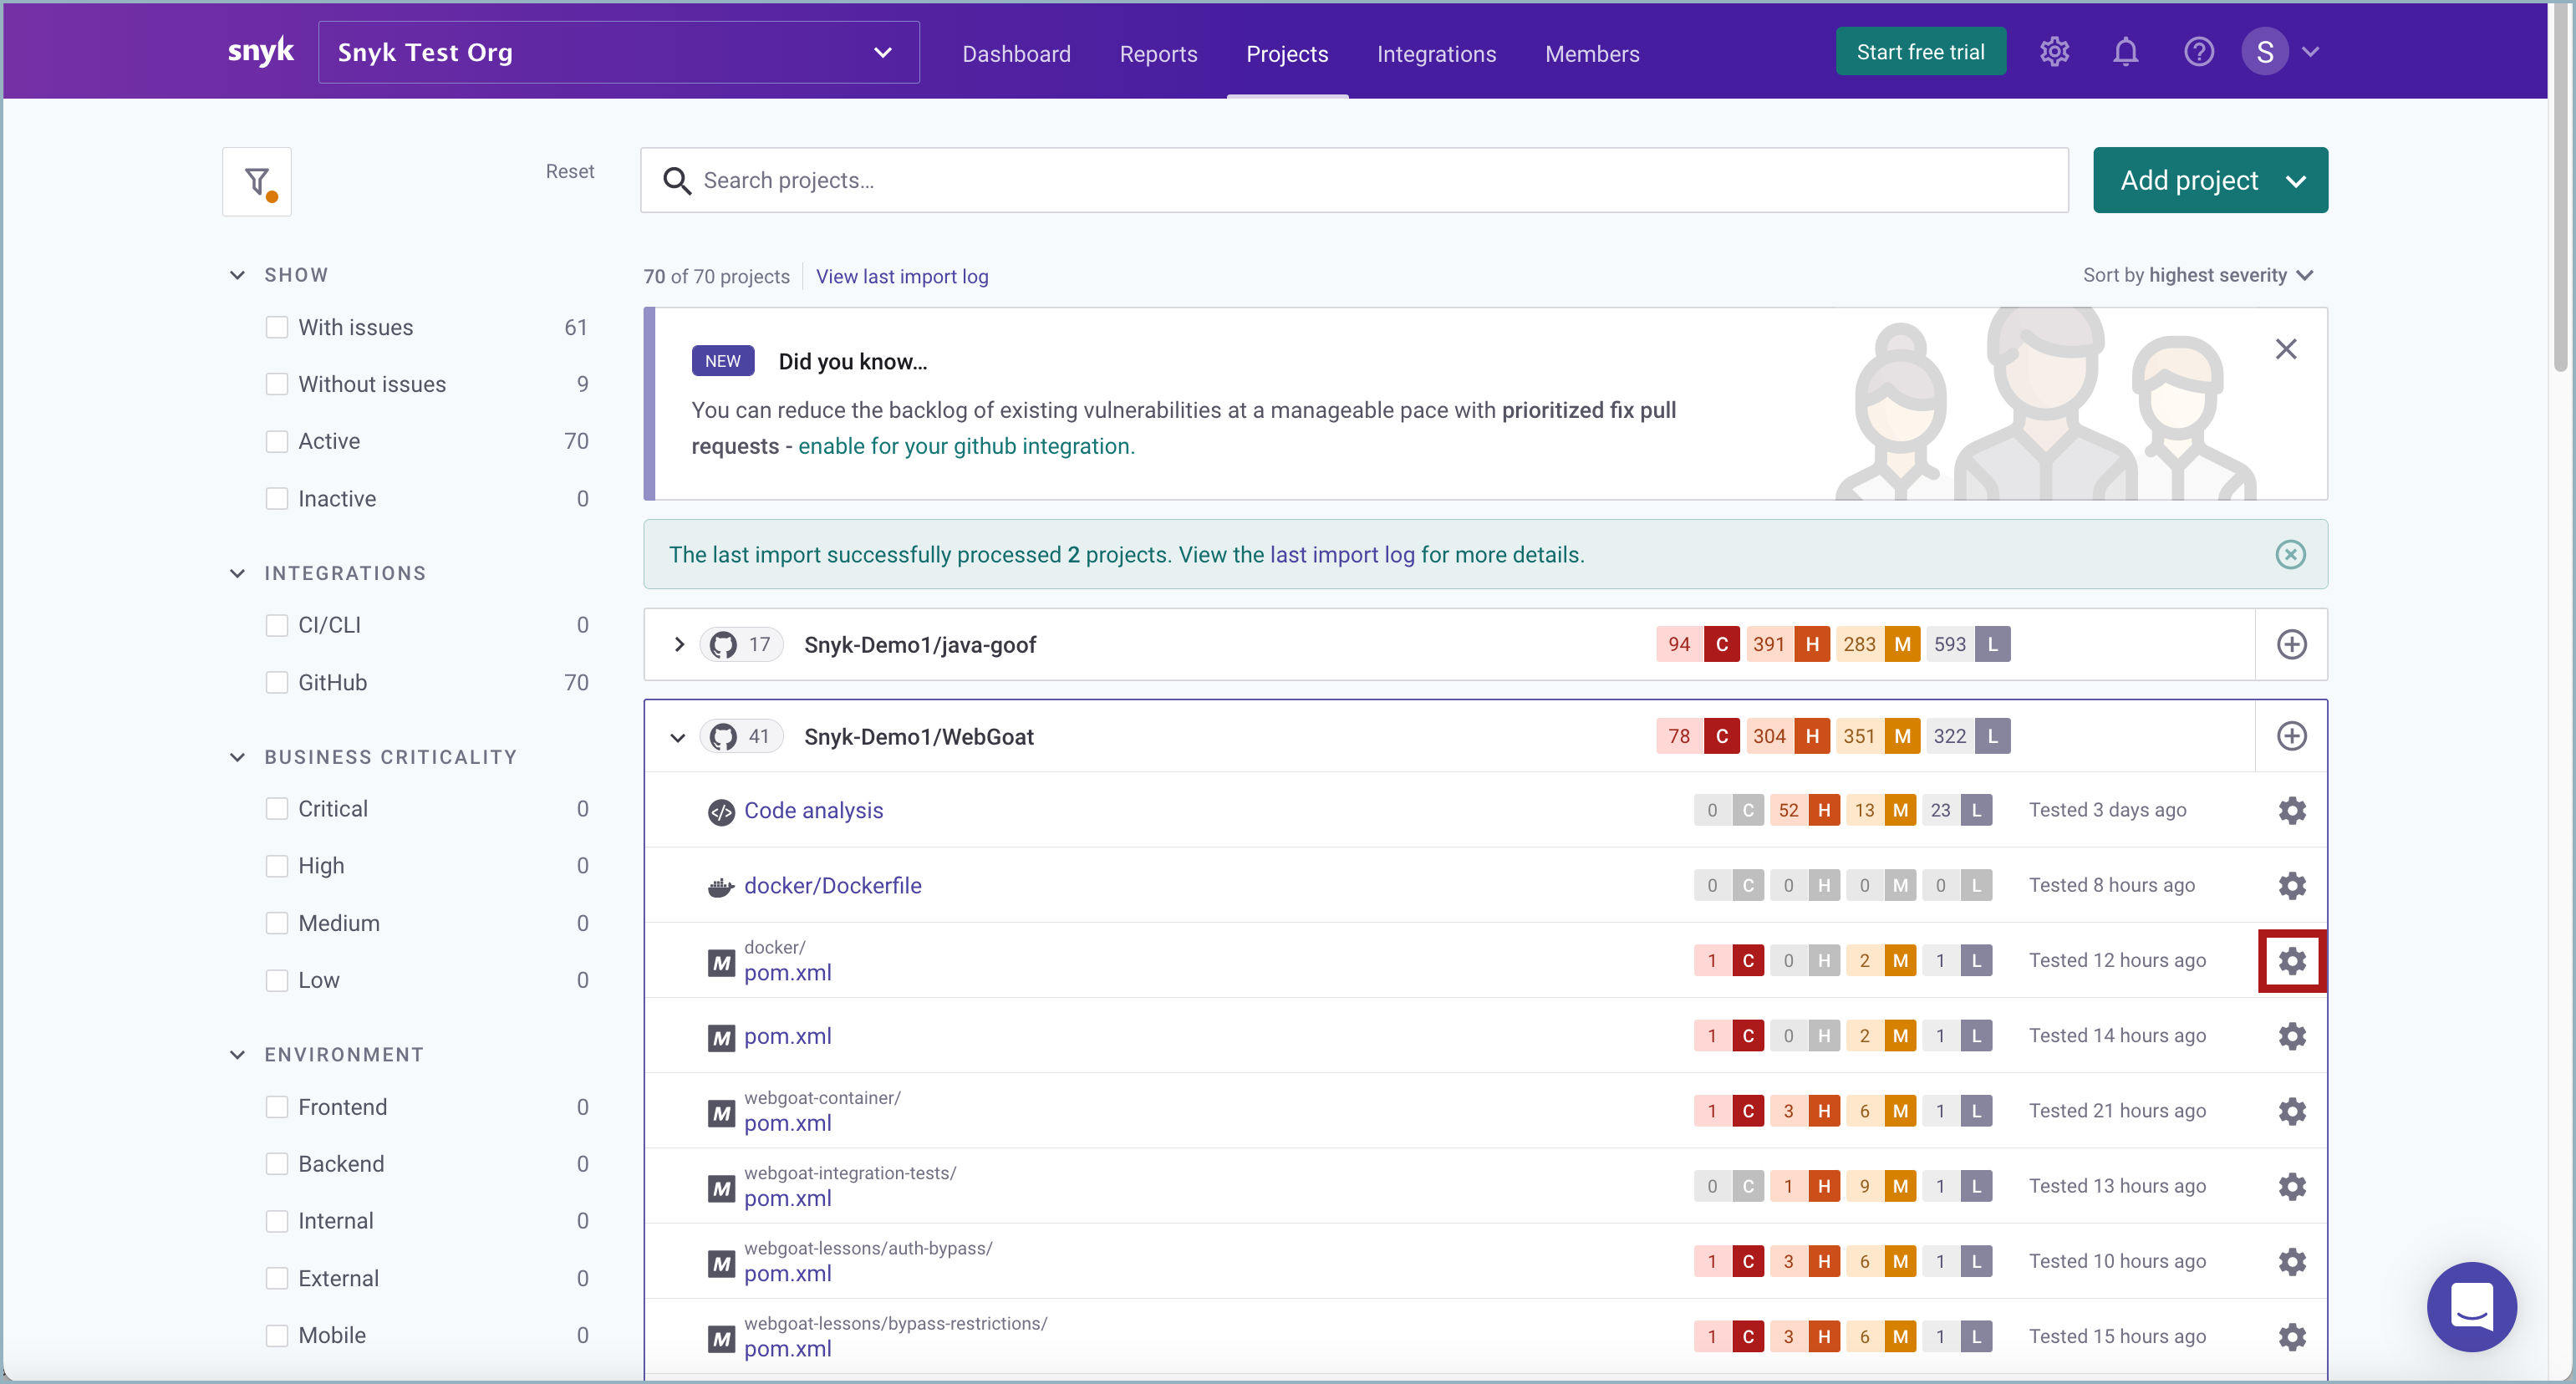 snyk
Snyk Test Org
Dashboard
Reports
Projects
Integrations
Members
Start free trial
S
Reset
Search projects...
Add project
SHOW
With issues 61
Without issues 9
Active 70
Inactive 0
INTEGRATIONS
CI/CLI 0
GitHub 70
BUSINESS CRITICALITY
Critical 0
High 0
Medium 0
Low 0
ENVIRONMENT
Frontend 0
Backend 0
Internal 0
External 0
Mobile 0
70 of 70 projects
View last import log
Sort by highest severity
NEW Did you know...
You can reduce the backlog of existing vulnerabilities at a manageable pace with prioritized fix pull
requests - enable for your github integration.
The last import successfully processed 2 projects. View the last import log for more details.
17 Snyk-Demo1/java-goof 94 C 391 H 283 M 593 L
41 Snyk-Demo1/WebGoat 78 C 304 H 351 M 322 L
Code analysis 0 C 52 H 13 M 23 L Tested 3 days ago
docker/Dockerfile 0 C 0 H 0 M 0 L Tested 8 hours ago
docker/
M pom.xml 1 C 0 H 2 M 1 L Tested 12 hours ago
M pom.xml 1 C 0 H 2 M 1 L Tested 14 hours ago
webgoat-container/
M pom.xml 1 C 3 H 6 M 1 L Tested 21 hours ago
webgoat-integration-tests/
M pom.xml 0 C 1 H 9 M 1 L Tested 13 hours ago
webgoat-lessons/auth-bypass/
M pom.xml 1 C 3 H 6 M 1 L Tested 10 hours ago
webgoat-lessons/bypass-restrictions/
M pom.xml 1 C 3 H 6 M 1 L Tested 15 hours ago